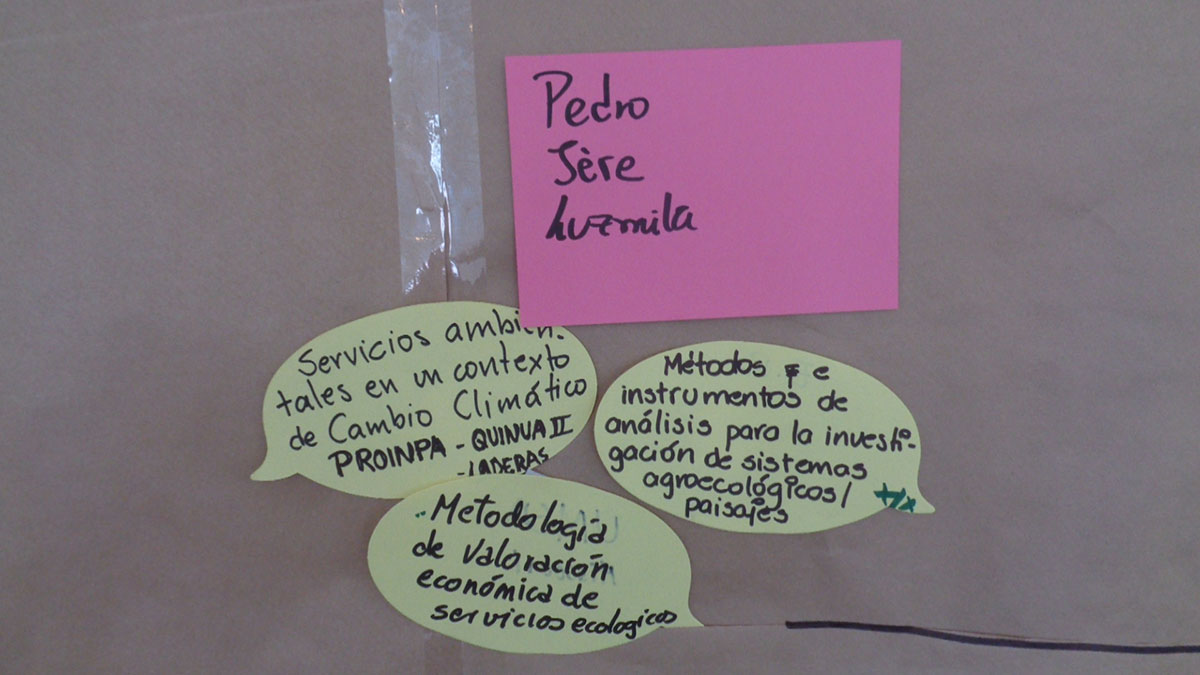 Pedro
Jère
Luzmila
Servicios ambien-
tales en un contexto
de Cambio Climático
PROINPA - QUINUA II
- LADERAS
Métodos e
instrumentos de
análisis para la investi-
gación de sistemas
agroecológicos/
paisajes
Metodología
de valoración
económica de
servicios ecologicos